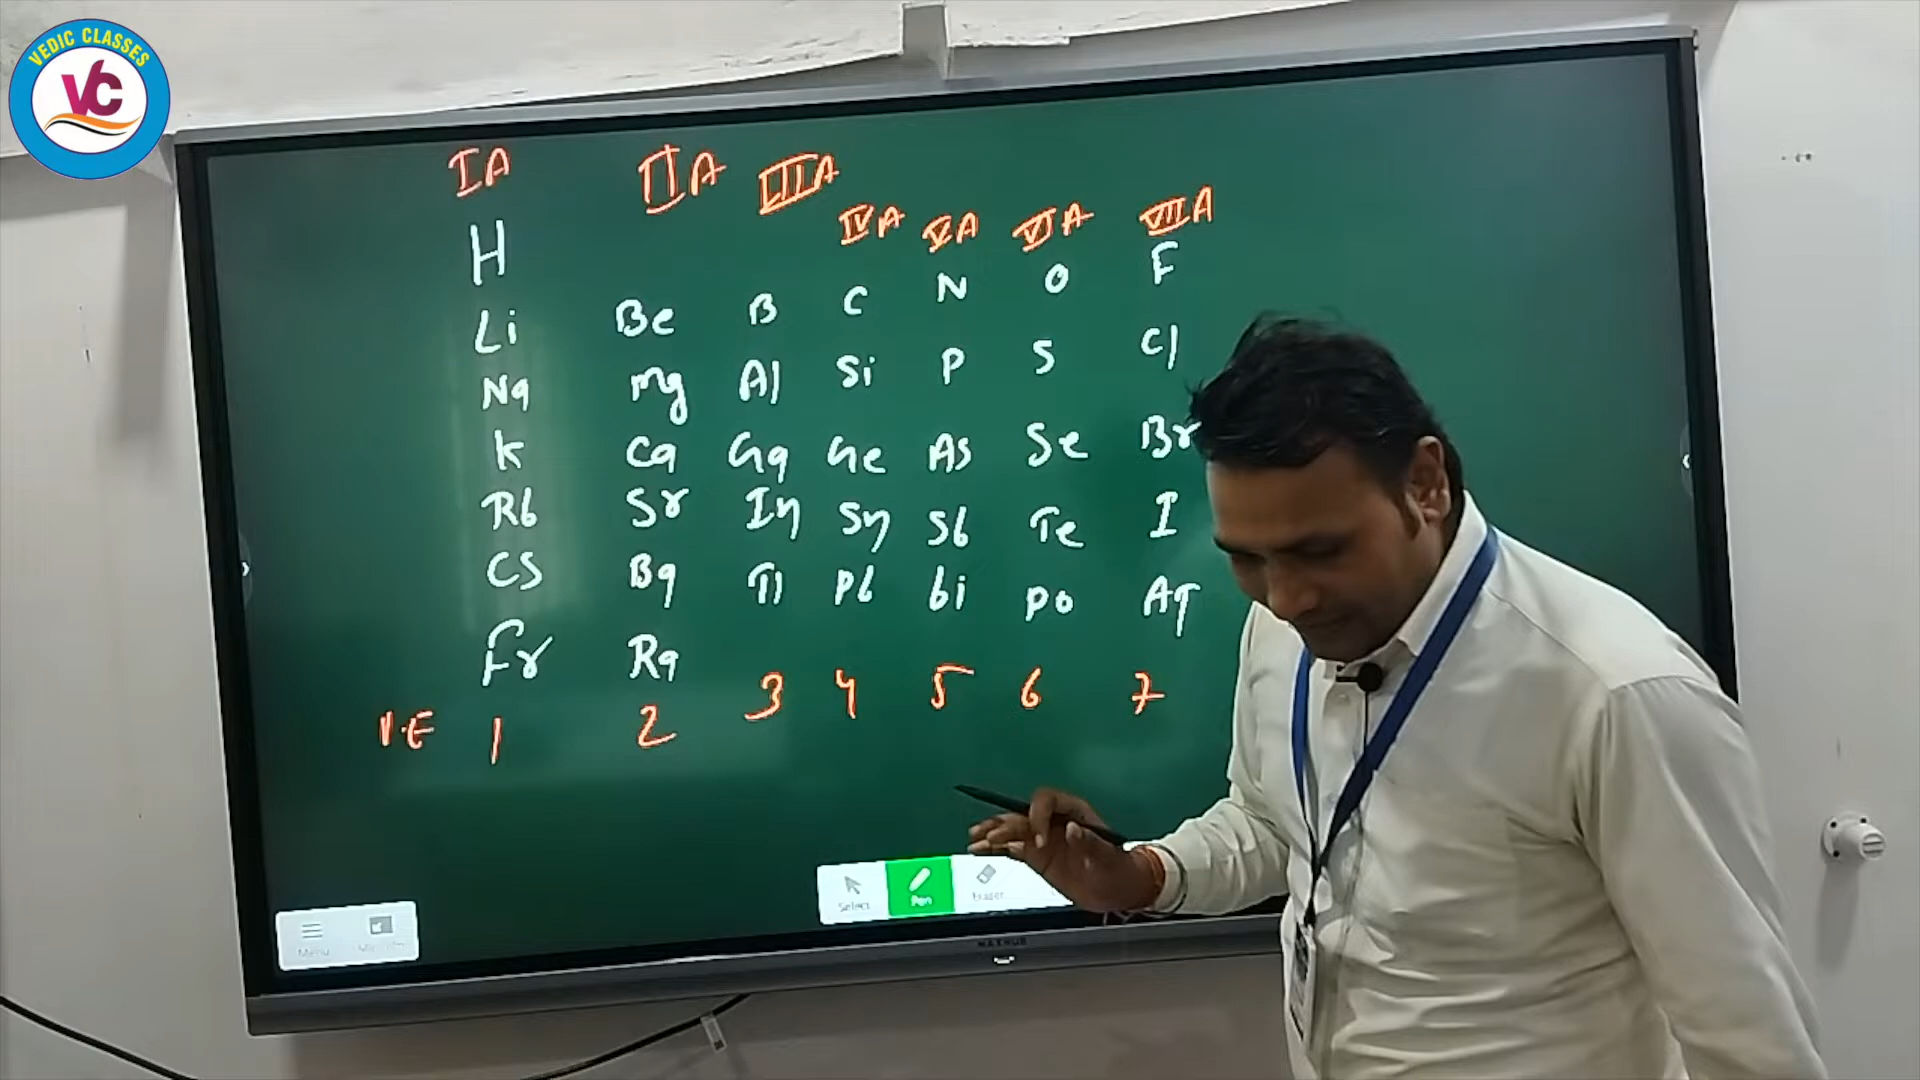 VEDIC CLASSES
VC
IA IIA IIIA IVA VA VIA VIIA
H
Li Be B C N O F
Na Mg Al Si P S Cl
K Ca Ga Ge As Se Br
Rb Sr In Sn Sb Te I
CS Ba Tl Pb bi po At
Fr Ra
V.E 1 2 3 4 5 6 7
Select Pen Eraser
Menu
MAXHUB